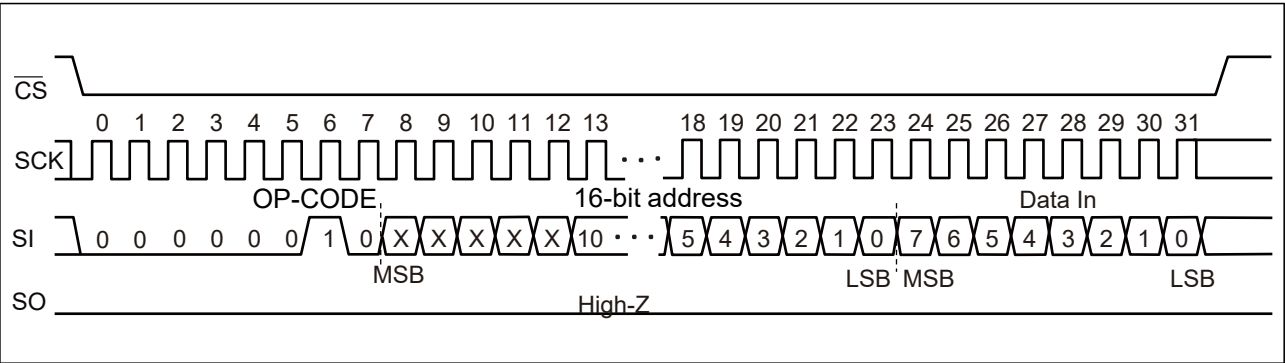 CS
0 1 2 3 4 5 6 7 8 9 10 11 12 13 18 19 20 21 22 23 24 25 26 27 28 29 30 31
SCK ···
OP-CODE 16-bit address Data In
SI 0 0 0 0 0 0 1 0 X X X X X 10 ··· 5 4 3 2 1 0 7 6 5 4 3 2 1 0
MSB LSB MSB LSB
SO High-Z